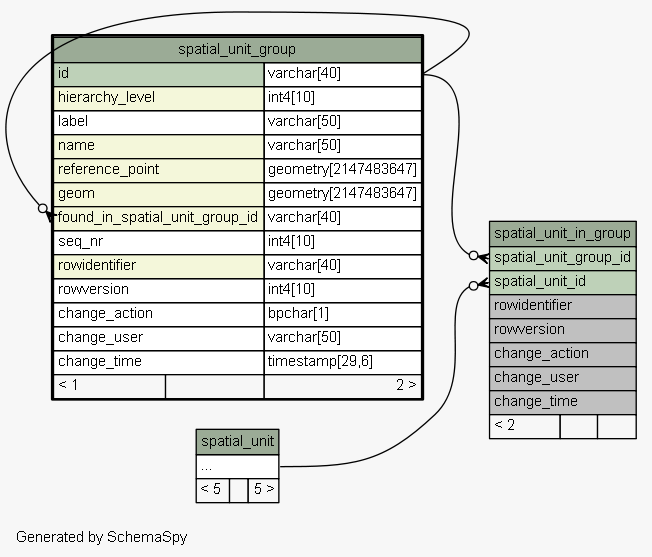 spatial_unit_group
id varchar[40]
hierarchy_level int4[10]
label varchar[50]
name varchar[50]
reference_point geometry[2147483647]
geom geometry[2147483647]
found_in_spatial_unit_group_id varchar[40]
seq_nr int4[10]
rowidentifier varchar[40]
rowversion int4[10]
change_action bpchar[1]
change_user varchar[50]
change_time timestamp[29,6]
< 1 2 >
spatial_unit_in_group
spatial_unit_group_id
spatial_unit_id
rowidentifier
rowversion
change_action
change_user
change_time
< 2
spatial_unit
...
< 5 5 >
Generated by SchemaSpy